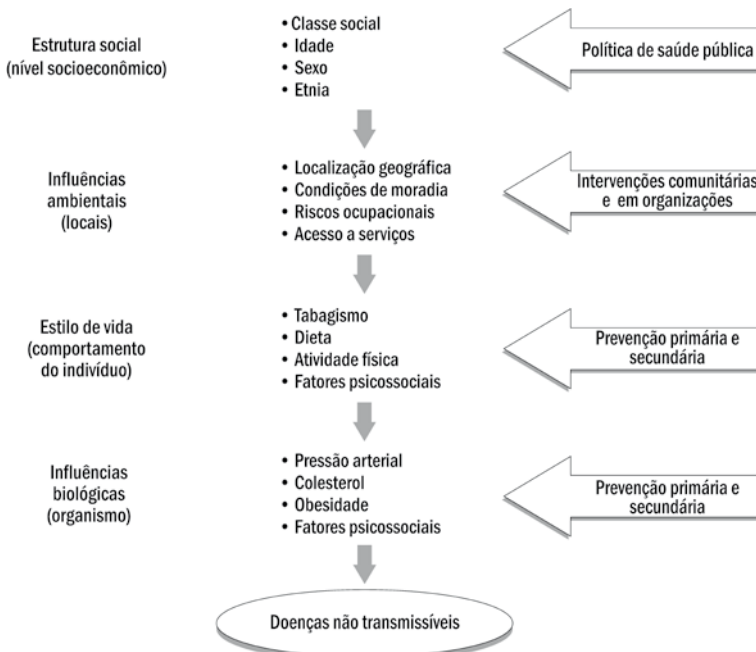 Estrutura social
(nível socioeconômico)
• Classe social
• Idade
• Sexo
• Etnia
Política de saúde pública
Influências
ambientais
(locais)
• Localização geográfica
• Condições de moradia
• Riscos ocupacionais
• Acesso a serviços
Intervenções comunitárias
e em organizações
Estilo de vida
(comportamento
do indivíduo)
• Tabagismo
• Dieta
• Atividade física
• Fatores psicossociais
Prevenção primária e
secundária
Influências
biológicas
(organismo)
• Pressão arterial
• Colesterol
• Obesidade
• Fatores psicossociais
Prevenção primária e
secundária
Doenças não transmissíveis